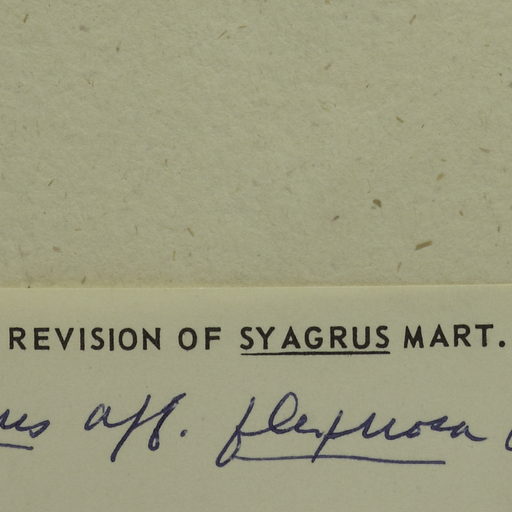 REVISION OF SYAGRUS MART.
aff. flexuosa